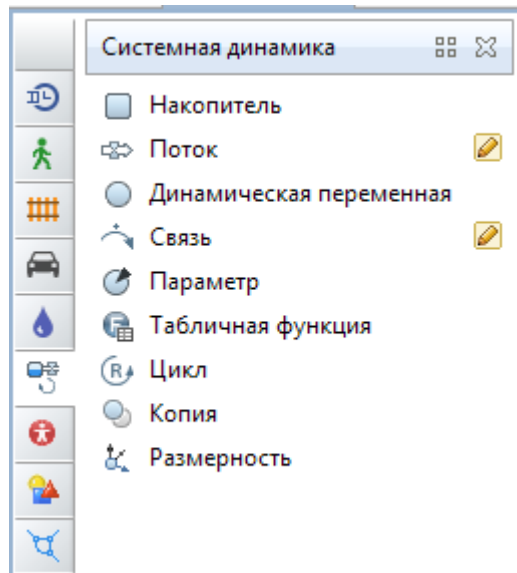 Системная динамика
Накопитель
Поток
Динамическая переменная
Связь
Параметр
Табличная функция
Цикл
Копия
Размерность